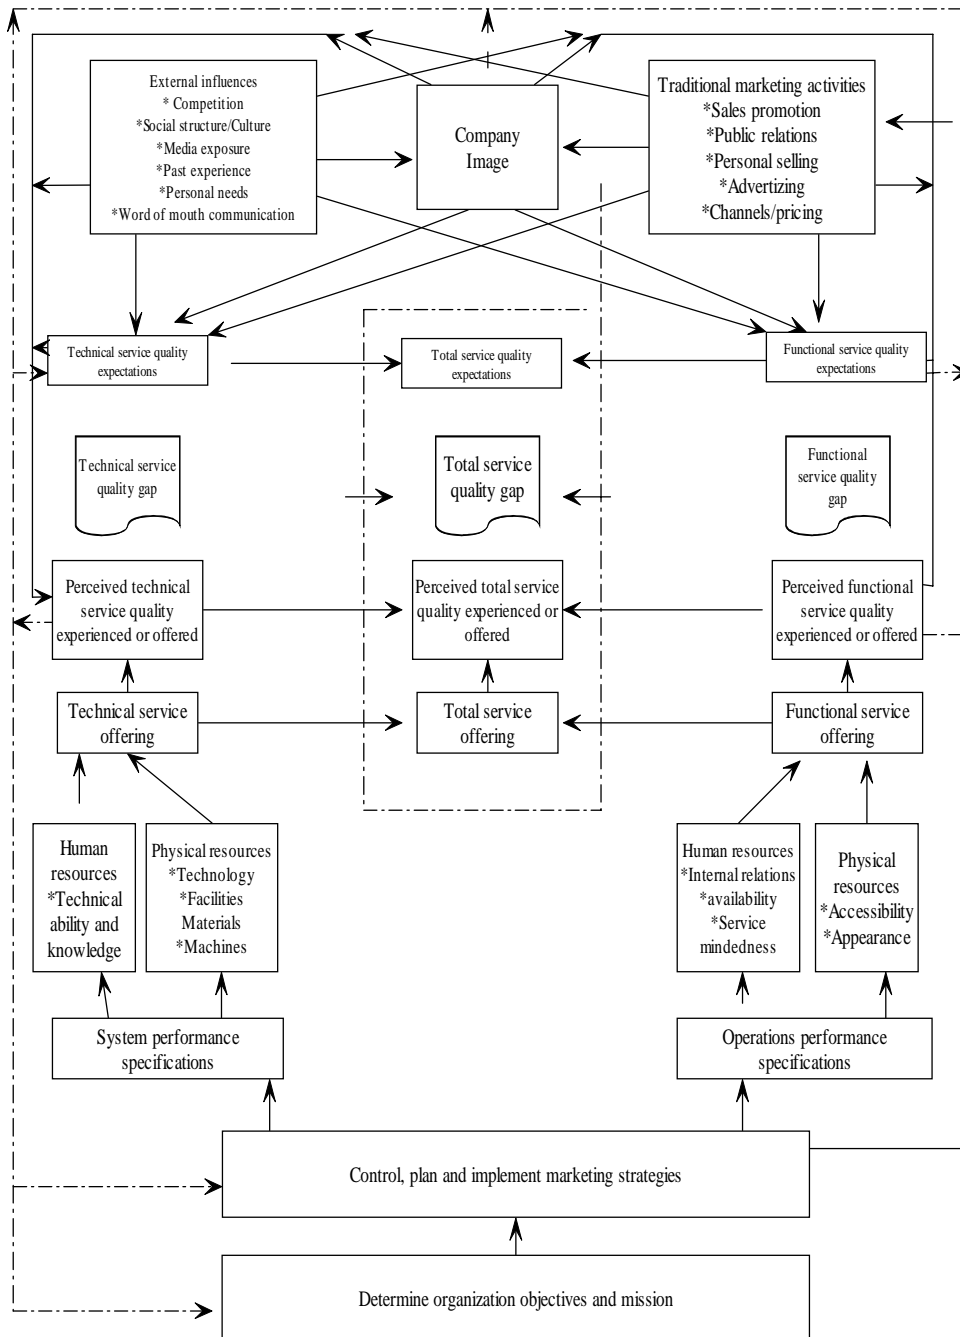 External influences
* Competition
*Social structure/Culture
*Media exposure
*Past experience
*Personal needs
*Word of mouth communication
Company
Image
Traditional marketing activities
*Sales promotion
*Public relations
*Personal selling
*Advertizing
*Channels/pricing
Technical service quality
expectations
Total service quality
expectations
Functional service quality
expectations
Technical service
quality gap
Total service
quality gap
Functional
service quality
gap
Perceived technical
service quality
experienced or offered
Perceived total service
quality experienced or
offered
Perceived functional
service quality
experienced or offered
Technical service
offering
Total service
offering
Functional service
offering
Human
resources
*Technical
ability and
knowledge
Physical resources
*Technology
*Facilities
Materials
*Machines
Human resources
*Internal relations
*availability
*Service
mindedness
Physical
resources
*Accessibility
*Appearance
System performance
specifications
Operations performance
specifications
Control, plan and implement marketing strategies
Determine organization objectives and mission